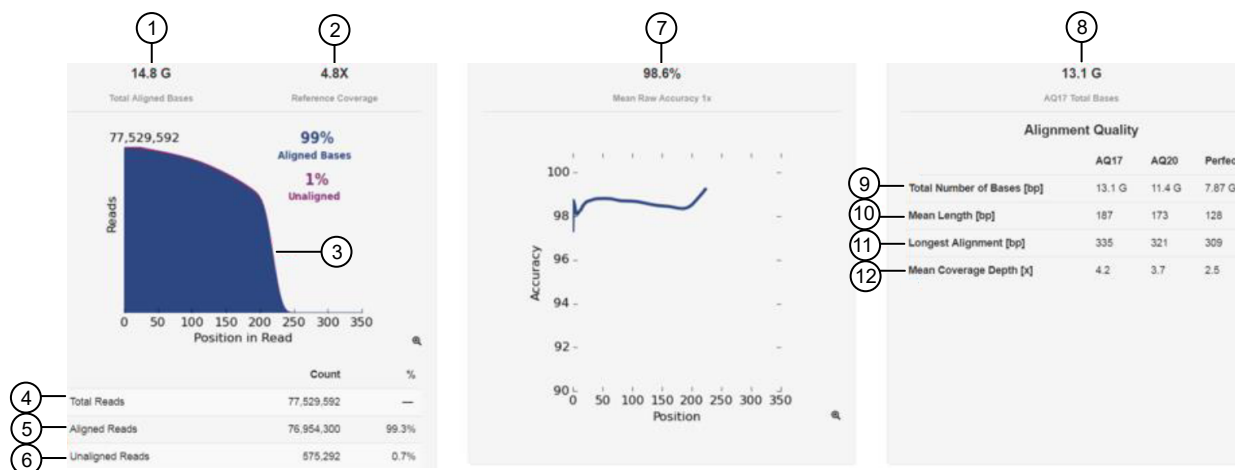 1
2
7
8
14.8 G
4.8X
98.6%
13.1 G
Total Aligned Bases
Reference Coverage
Mean Raw Accuracy 1x
AQ17 Total Bases
77,529,592
99%
Aligned Bases
1%
Unaligned
Reads
3
0 50 100 150 200 250 300 350
Position in Read
Count %
4 Total Reads 77,529,592 —
5 Aligned Reads 76,954,300 99.3%
6 Unaligned Reads 575,292 0.7%
100
98
96
94
92
90
Accuracy
0 50 100 150 200 250 300 350
Position
Alignment Quality
AQ17 AQ20 Perfec
9 Total Number of Bases [bp] 13.1 G 11.4 G 7.87 G
10 Mean Length [bp] 187 173 128
11 Longest Alignment [bp] 335 321 309
12 Mean Coverage Depth [x] 4.2 3.7 2.5